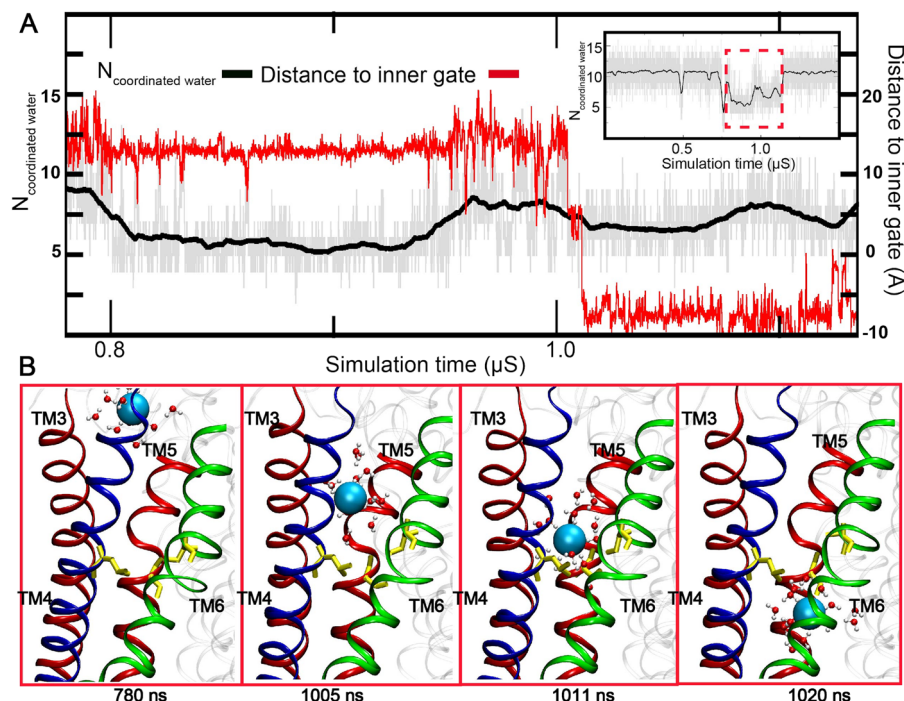 A
N coordinated water
Distance to inner gate
15
10
5
N coordinated water
0.8
1.0
Simulation time (µS)
20
10
0
-10
Distance to
inner gate (A)
15
10
5
N coordinated water
0.5
1.0
Simulation time (µS)
B
TM3
TM5
TM4
TM6
780 ns
TM3
TM5
TM4
TM6
1005 ns
TM3
TM5
TM4
TM6
1011 ns
TM3
TM5
TM4
TM6
1020 ns